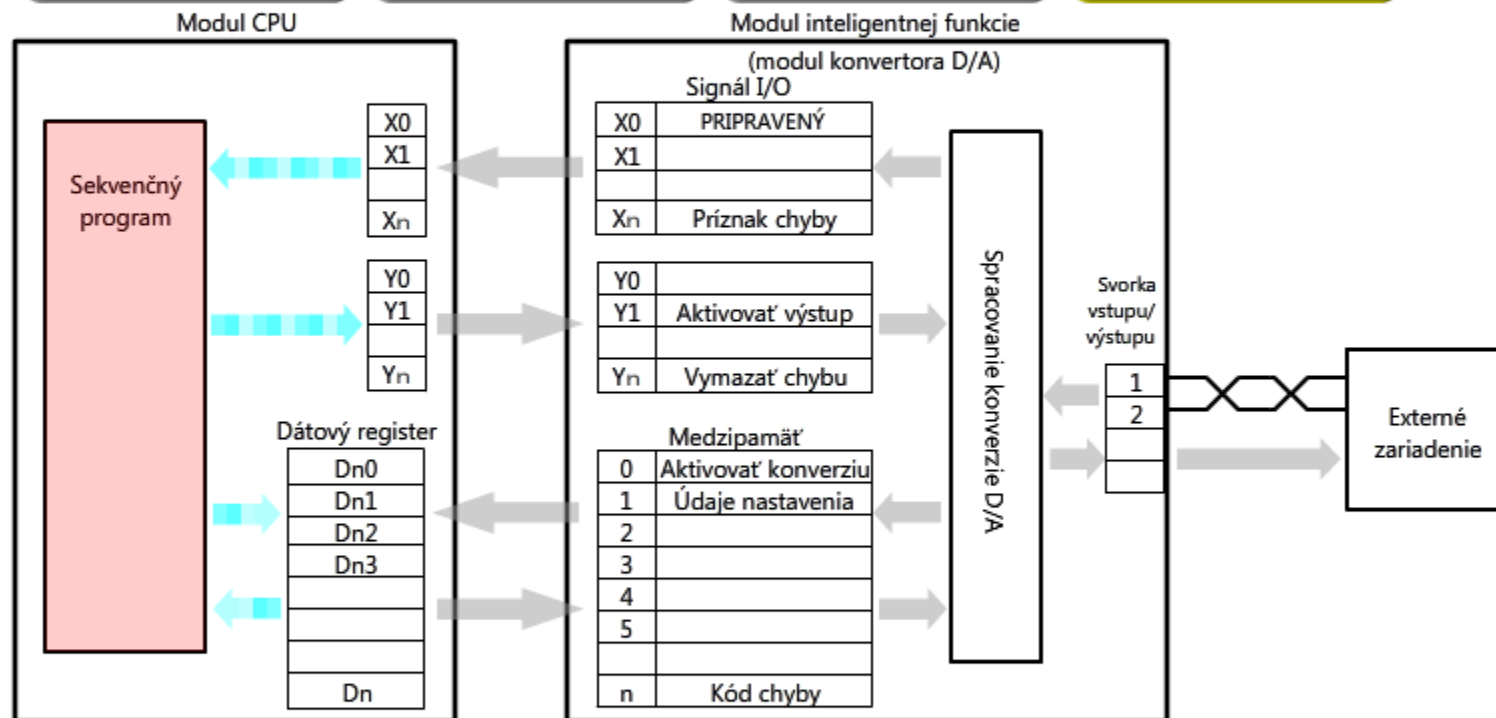 Modul CPU
Modul inteligentnej funkcie
(modul konvertora D/A)
Signál I/O
Sekvenčný
program
X0
X1
Xn
Y0
Y1
Yn
Dátový register
Dn0
Dn1
Dn2
Dn3
Dn
X0 PRIPRAVENÝ
X1
Xn Príznak chyby
Y0
Y1 Aktivovať výstup
Yn Vymazať chybu
Medzipamäť
0 Aktivovať konverziu
1 Údaje nastavenia
2
3
4
5
n Kód chyby
Spracovanie konverzie D/A
Svorka
vstupu/
výstupu
1
2
Externé
zariadenie